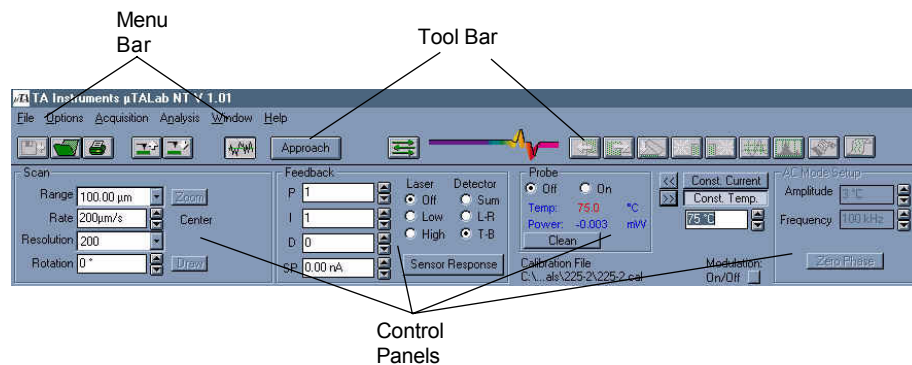 Menu
Bar
Tool Bar
µTA TA Instruments µTALab NT V 1.01
File Options Acquisition Analysis Window Help
Approach
Scan
Range 100.00 µm Zoom
Rate 200µm/s Center
Resolution 200
Rotation 0 ° Draw
Feedback
P 1
I 1
D 0
SP 0.00 nA
Laser Detector
Off Sum
Low L-R
High T-B
Sensor Response
Probe
Off On
Temp: 75.0 °C
Power: -0.003 mW
Clean
Calibration File
C:\...als\225-2\225-2.cal
<< Const. Current
>> Const. Temp.
75 °C
Modulation:
On/Off
AC Mode Setup
Amplitude 3 °C
Frequency 100 kHz
Zero Phase
Control
Panels